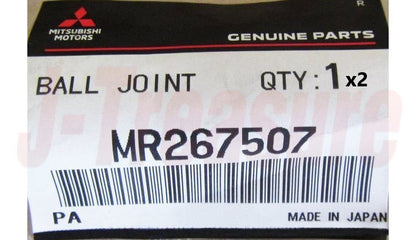 R
MITSUBISHI
MOTORS
GENUINE PARTS
BALL JOINT QTY:1 x2
MR267507
J-Treasure
PA MADE IN JAPAN